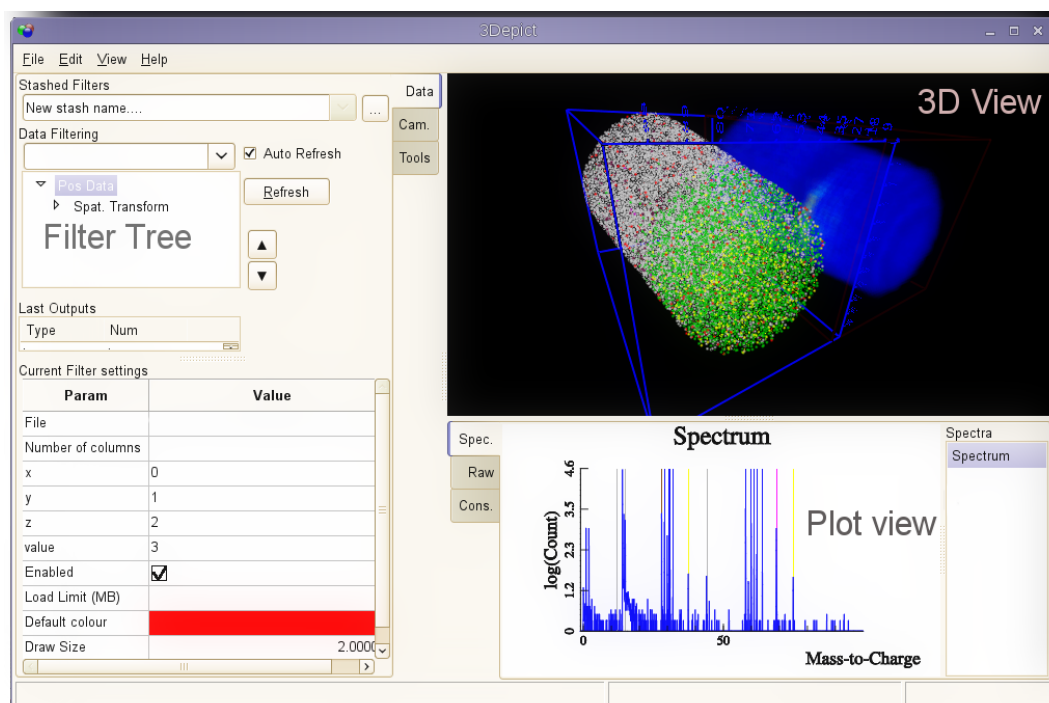 3Depict
File Edit View Help
Stashed Filters
New stash name....
...
Data Filtering
Auto Refresh
Pos Data
Spat. Transform
Refresh
Filter Tree
Last Outputs
Type Num
Current Filter settings
Param Value
File
Number of columns
x 0
y 1
z 2
value 3
Enabled
Load Limit (MB)
Default colour
Draw Size 2.0000
Data
Cam.
Tools
3D View
Spec.
Raw
Cons.
Spectrum
log(Count)
4.6
3.5
2.3
1.2
0
0 50
Mass-to-Charge
Plot view
Spectra
Spectrum